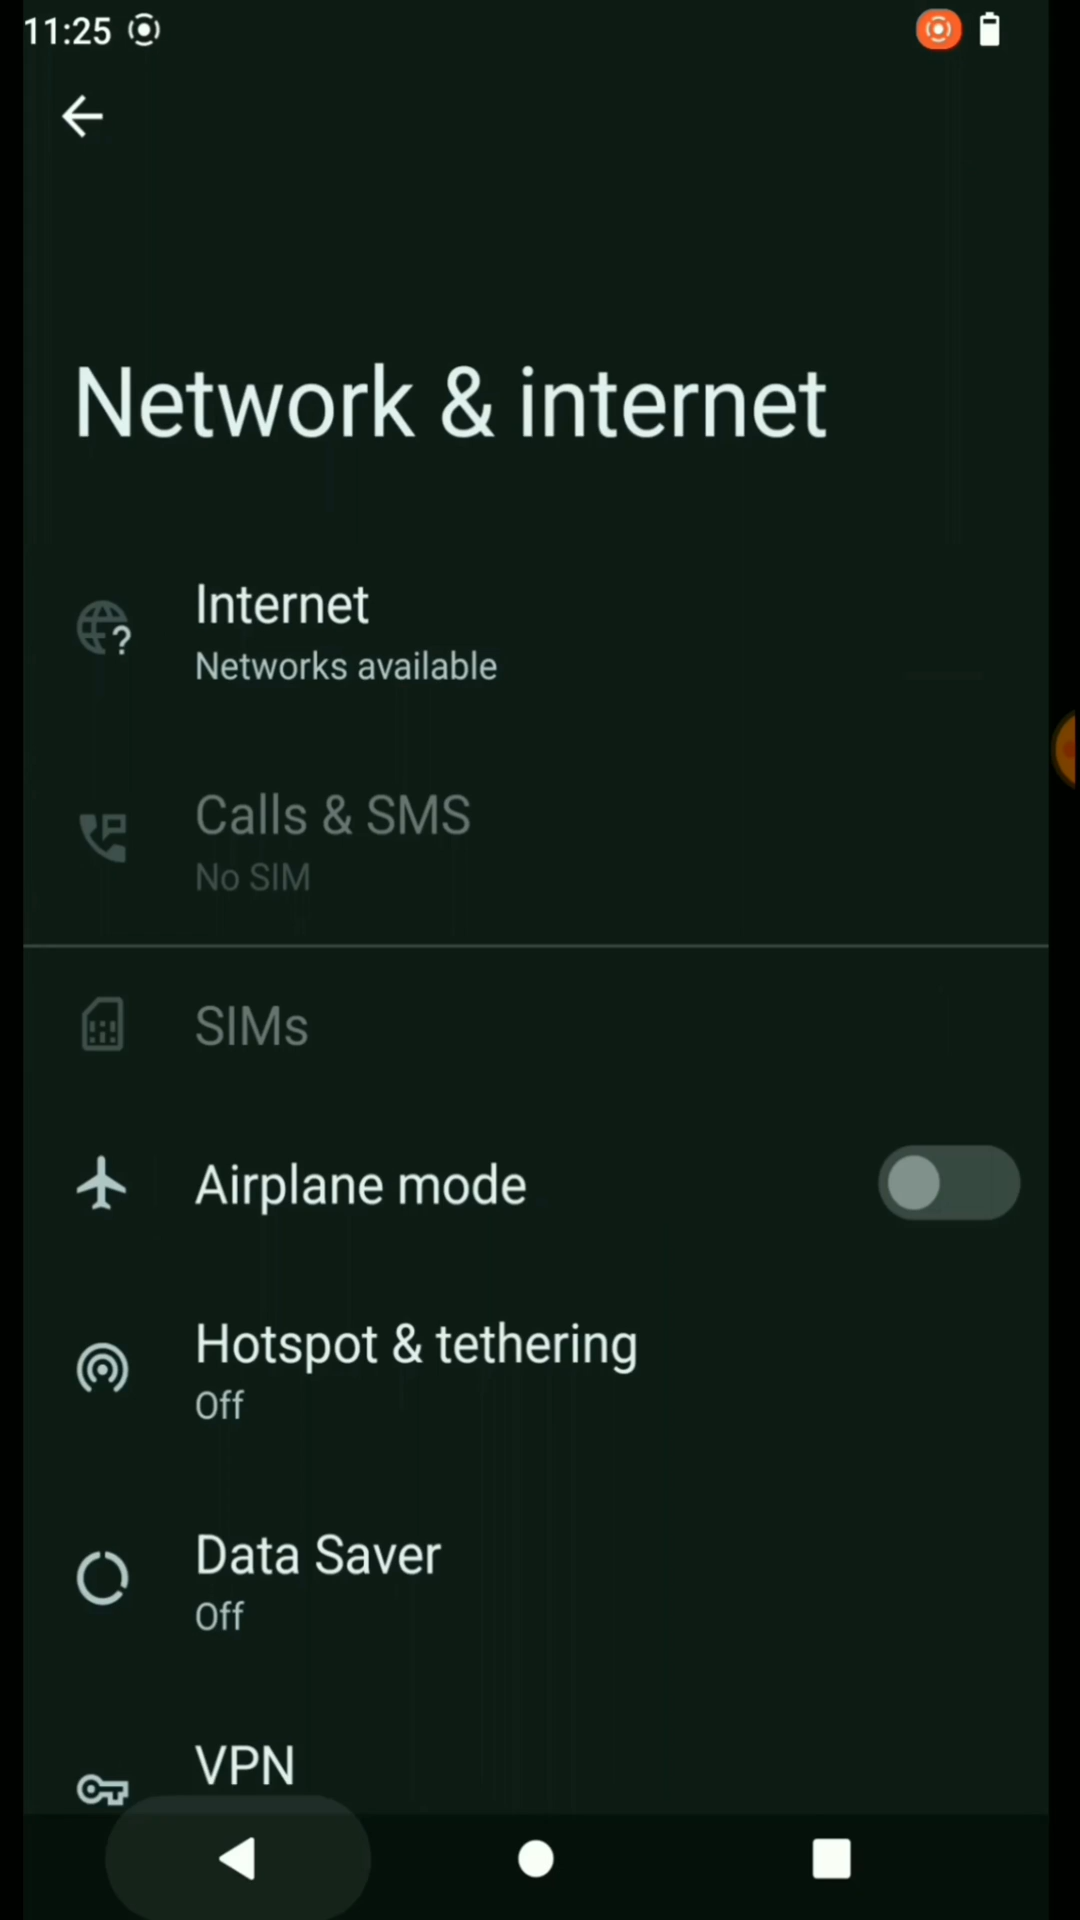 11:25
Network & internet
Internet
Networks available
Calls & SMS
No SIM
SIMs
Airplane mode
Hotspot & tethering
Off
Data Saver
Off
VPN